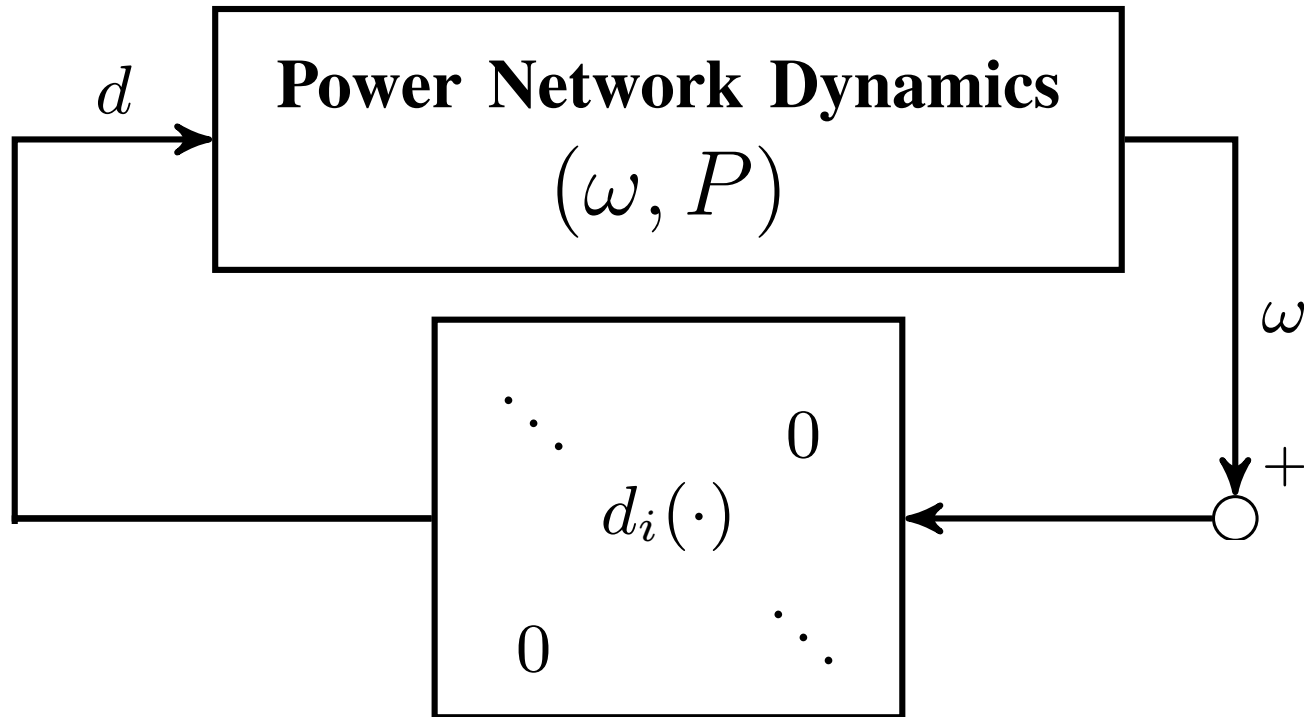 d
Power Network Dynamics
(ω, P)
ω
+
⋱ 0
d_i(·)
0 ⋱